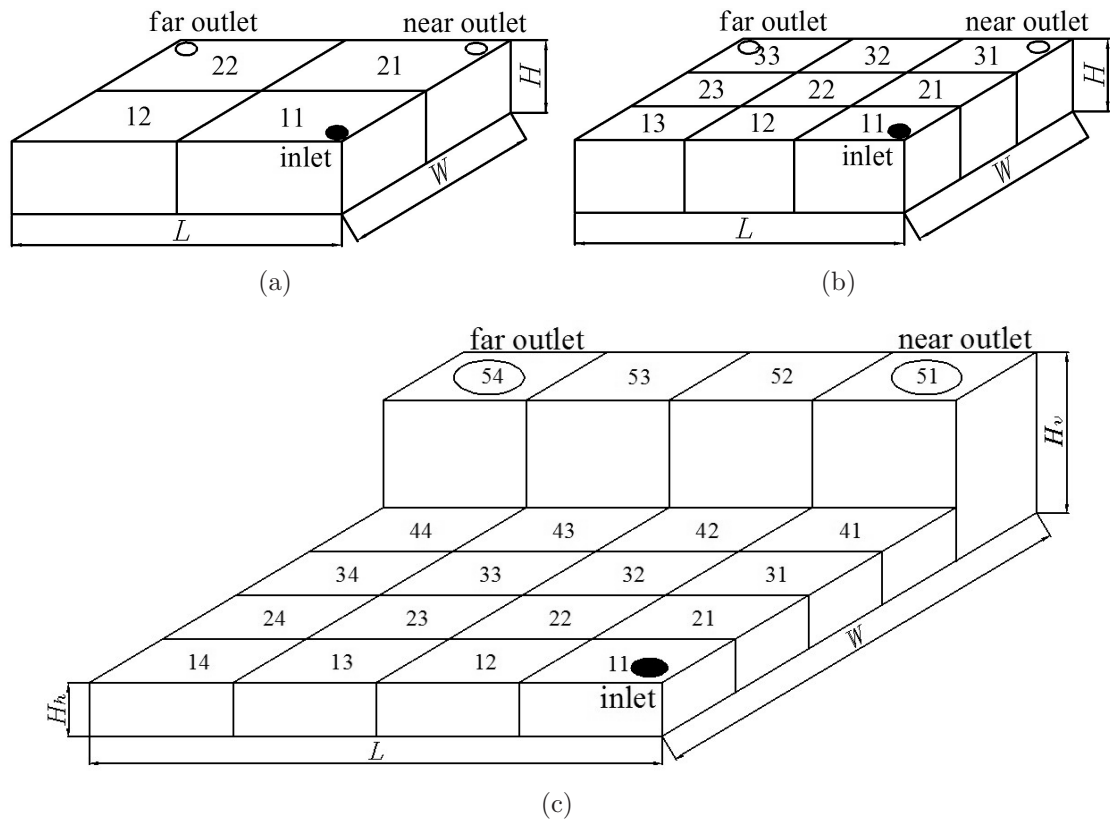 far outlet near outlet
22 21 H
12 11
inlet
W
L
(a)
far outlet near outlet
33 32 31 H
23 22 21
13 12 11
inlet
W
L
(b)
far outlet near outlet
54 53 52 51
Hv
44 43 42 41
34 33 32 31
24 23 22 21
W
14 13 12 11
inlet
Hh
L
(c)